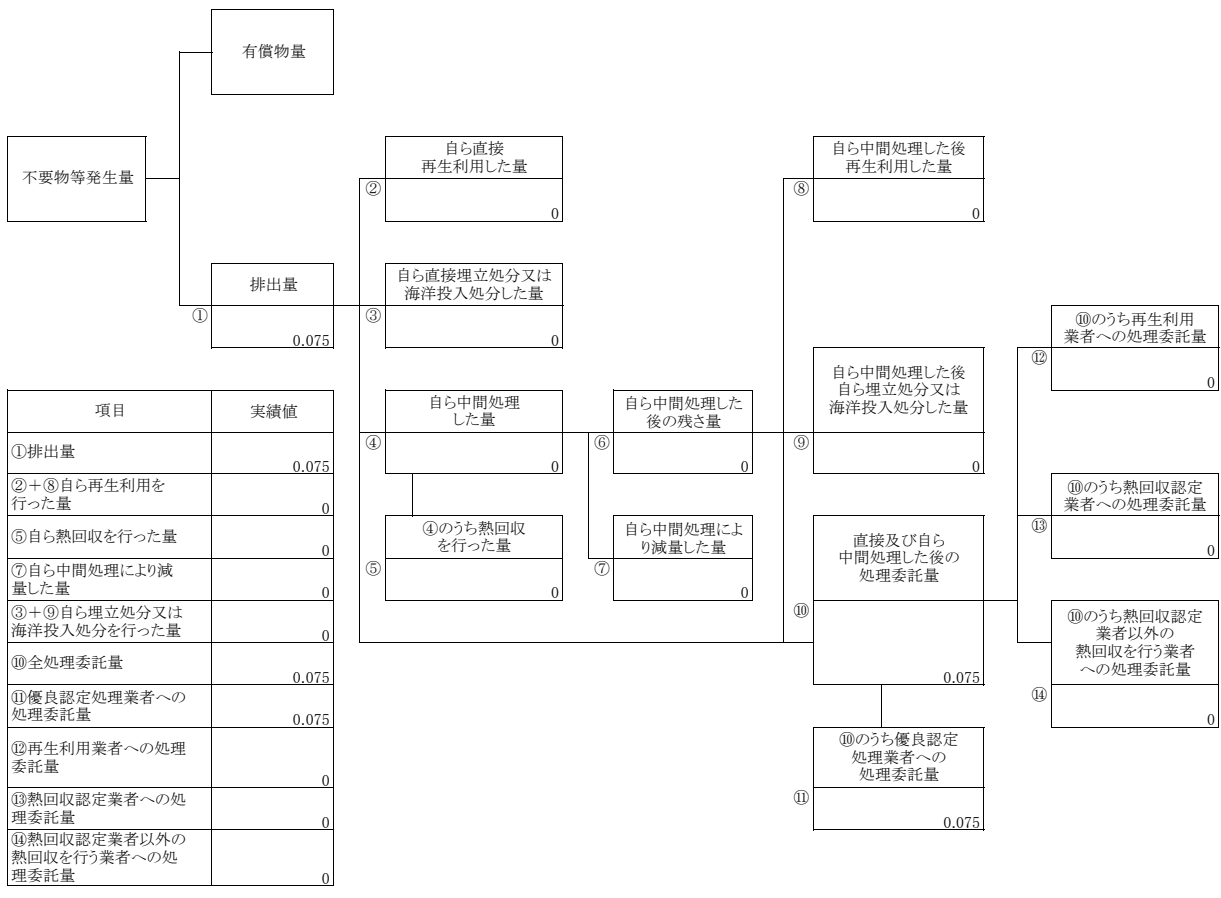 有償物量
不要物等発生量
排出量
①
0.075
自ら直接
再生利用した量
②
0
自ら直接埋立処分又は
海洋投入処分した量
③
0
自ら中間処理
した量
④
0
④のうち熱回収
を行った量
⑤
0
自ら中間処理した
後の残さ量
⑥
0
自ら中間処理によ
り減量した量
⑦
0
自ら中間処理した後
再生利用した量
⑧
0
自ら中間処理した後
自ら埋立処分又は
海洋投入処分した量
⑨
0
直接及び自ら
中間処理した後の
処理委託量
⑩
0.075
⑩のうち優良認定
処理業者への
処理委託量
⑪
0.075
⑩のうち再生利用
業者への処理委託量
⑫
0
⑩のうち熱回収認定
業者への処理委託量
⑬
0
⑩のうち熱回収認定
業者以外の
熱回収を行う業者
への処理委託量
⑭
0
項目 実績値
①排出量
0.075
②＋⑧自ら再生利用を
行った量
0
⑤自ら熱回収を行った量
0
⑦自ら中間処理により減
量した量
0
③＋⑨自ら埋立処分又は
海洋投入処分を行った量
0
⑩全処理委託量
0.075
⑪優良認定処理業者への
処理委託量
0.075
⑫再生利用業者への処理
委託量
0
⑬熱回収認定業者への処
理委託量
0
⑭熱回収認定業者以外の
熱回収を行う業者への処
理委託量
0